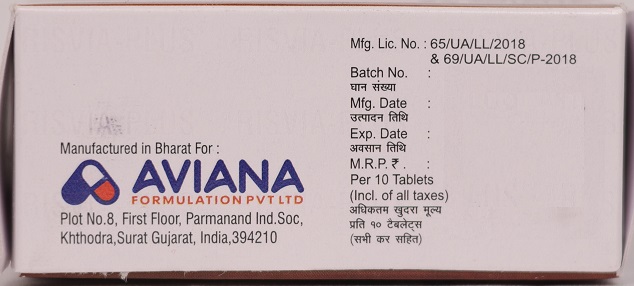 Mfg. Lic. No. : 65/UA/LL/2018
& 69/UA/LL/SC/P-2018
Batch No. :
घान संख्या
Mfg. Date :
उत्पादन तिथि
Exp. Date :
अवसान तिथि
M.R.P. ₹ . :
Per 10 Tablets
(Incl. of all taxes)
अधिकतम खुदरा मूल्य
प्रति १० टैबलेट्स
(सभी कर सहित)
Manufactured in Bharat For :
AVIANA
FORMULATION PVT LTD
Plot No.8, First Floor, Parmanand Ind.Soc,
Khthodra,Surat Gujarat, India,394210